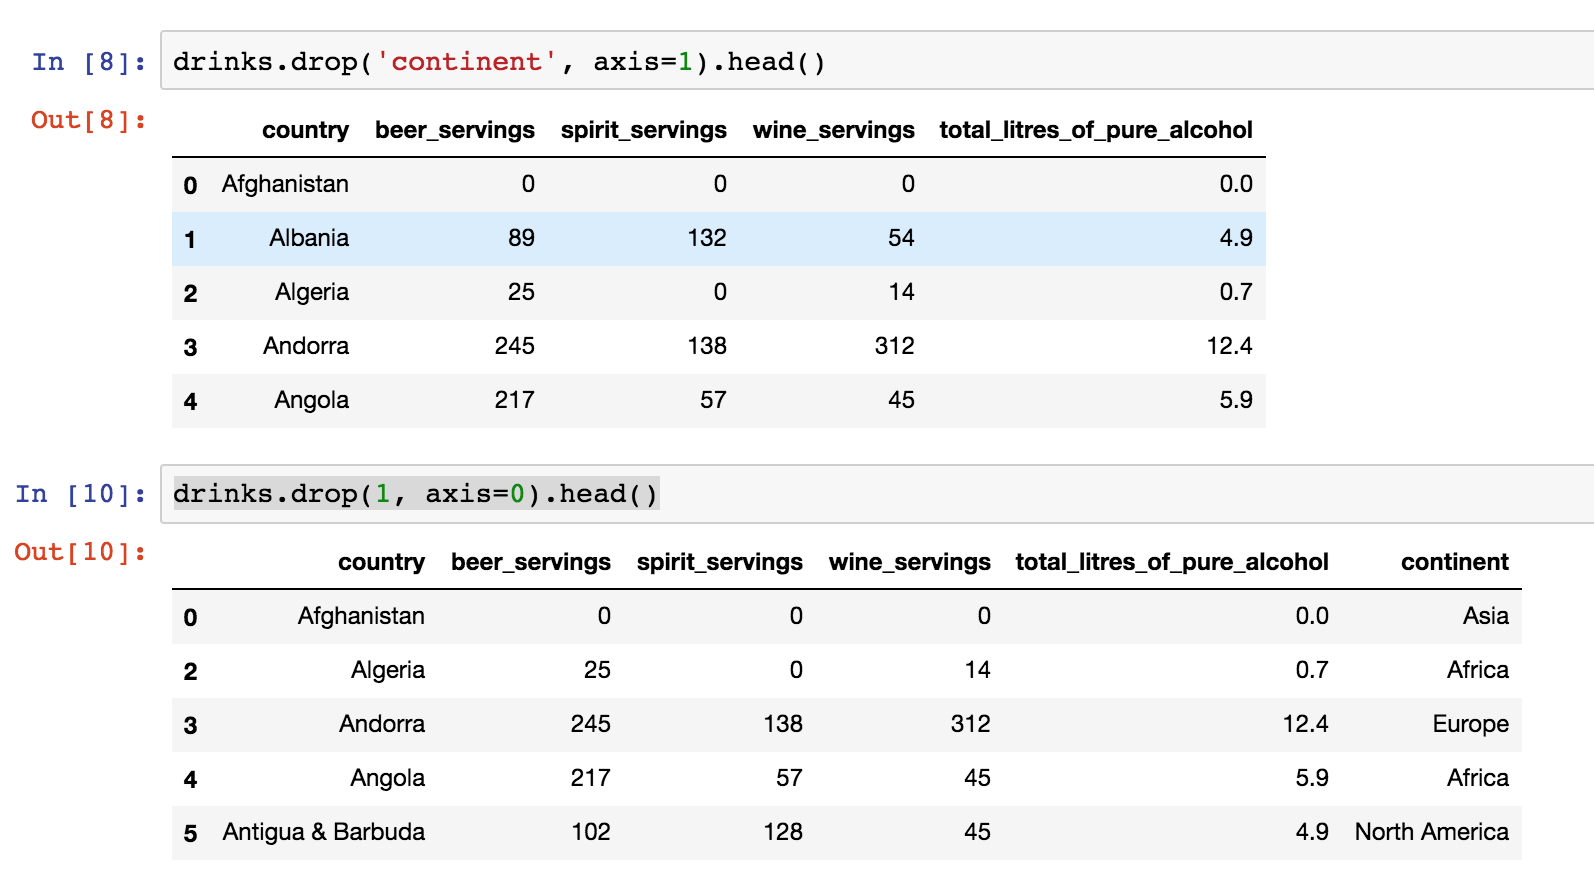 In [8]: drinks.drop('continent', axis=1).head()
Out[8]:
country beer_servings spirit_servings wine_servings total_litres_of_pure_alcohol
0 Afghanistan 0 0 0 0.0
1 Albania 89 132 54 4.9
2 Algeria 25 0 14 0.7
3 Andorra 245 138 312 12.4
4 Angola 217 57 45 5.9
In [10]: drinks.drop(1, axis=0).head()
Out[10]:
country beer_servings spirit_servings wine_servings total_litres_of_pure_alcohol continent
0 Afghanistan 0 0 0 0.0 Asia
2 Algeria 25 0 14 0.7 Africa
3 Andorra 245 138 312 12.4 Europe
4 Angola 217 57 45 5.9 Africa
5 Antigua & Barbuda 102 128 45 4.9 North America